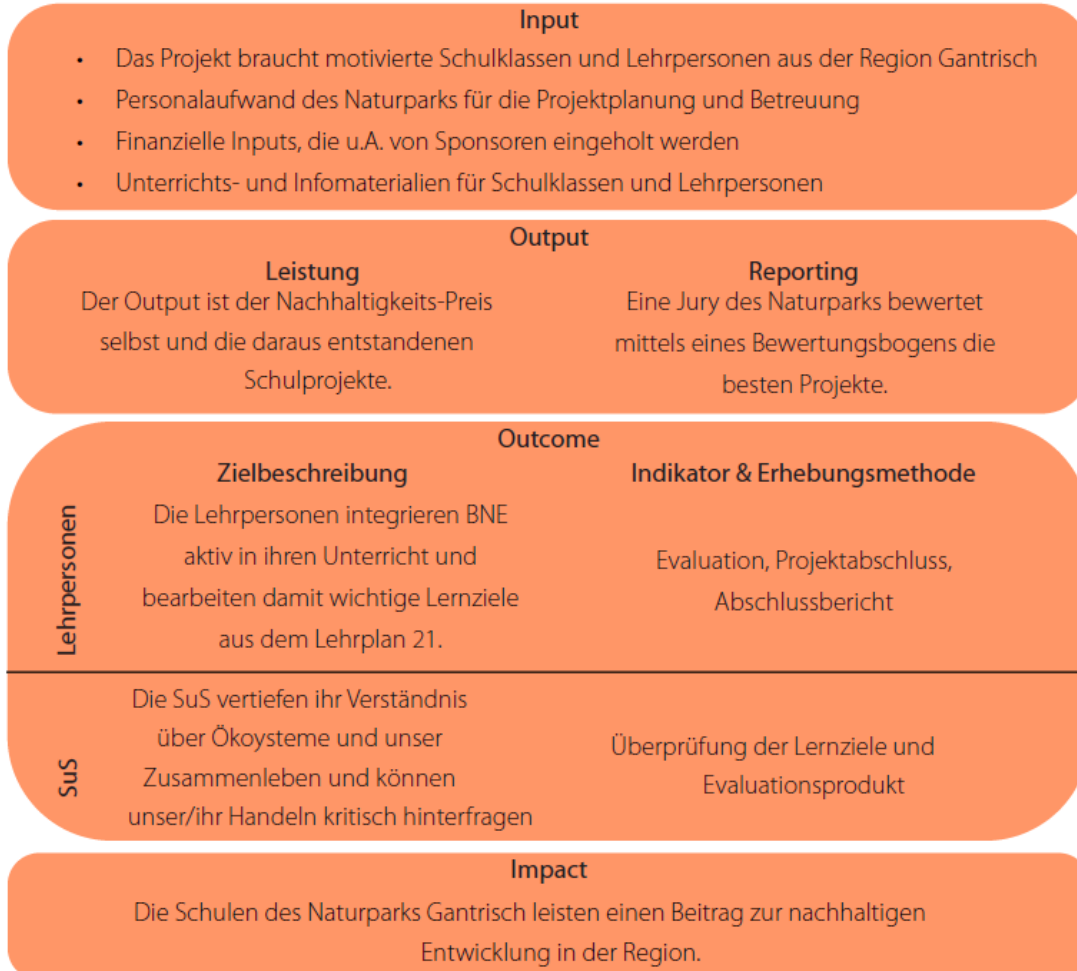 Input
• Das Projekt braucht motivierte Schulklassen und Lehrpersonen aus der Region Gantrisch
• Personalaufwand des Naturparks für die Projektplanung und Betreuung
• Finanzielle Inputs, die u.A. von Sponsoren eingeholt werden
• Unterrichts- und Infomaterialien für Schulklassen und Lehrpersonen
Output
Leistung
Der Output ist der Nachhaltigkeits-Preis
selbst und die daraus entstandenen
Schulprojekte.
Reporting
Eine Jury des Naturparks bewertet
mittels eines Bewertungsbogens die
besten Projekte.
Outcome
Zielbeschreibung
Indikator & Erhebungsmethode
Lehrpersonen
Die Lehrpersonen integrieren BNE
aktiv in ihren Unterricht und
bearbeiten damit wichtige Lernziele
aus dem Lehrplan 21.
Evaluation, Projektabschluss,
Abschlussbericht
SuS
Die SuS vertiefen ihr Verständnis
über Ökoysteme und unser
Zusammenleben und können
unser/ihr Handeln kritisch hinterfragen
Überprüfung der Lernziele und
Evaluationsprodukt
Impact
Die Schulen des Naturparks Gantrisch leisten einen Beitrag zur nachhaltigen
Entwicklung in der Region.